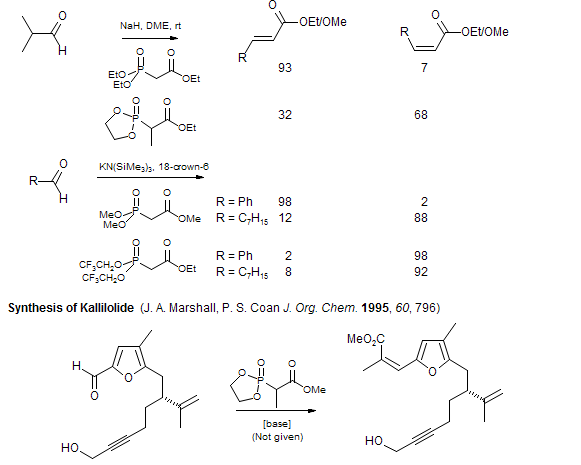 O
H
NaH, DME, rt
EtO
EtO
P
O
O
OEt
O
OEt/OMe
R
93
O
OEt/OMe
R
7
O
O
P
O
O
OEt
32
68
R
O
H
KN(SiMe3)3, 18-crown-6
MeO
MeO
P
O
O
OMe
R = Ph 98 2
R = C7H15 12 88
CF3CH2O
CF3CH2O
P
O
O
OEt
R = Ph 2 98
R = C7H15 8 92
Synthesis of Kallilolide (J. A. Marshall, P. S. Coan J. Org. Chem. 1995, 60, 796)
H
O
O
HO
O
O
P
O
O
OMe
[base]
(Not given)
MeO2C
O
HO